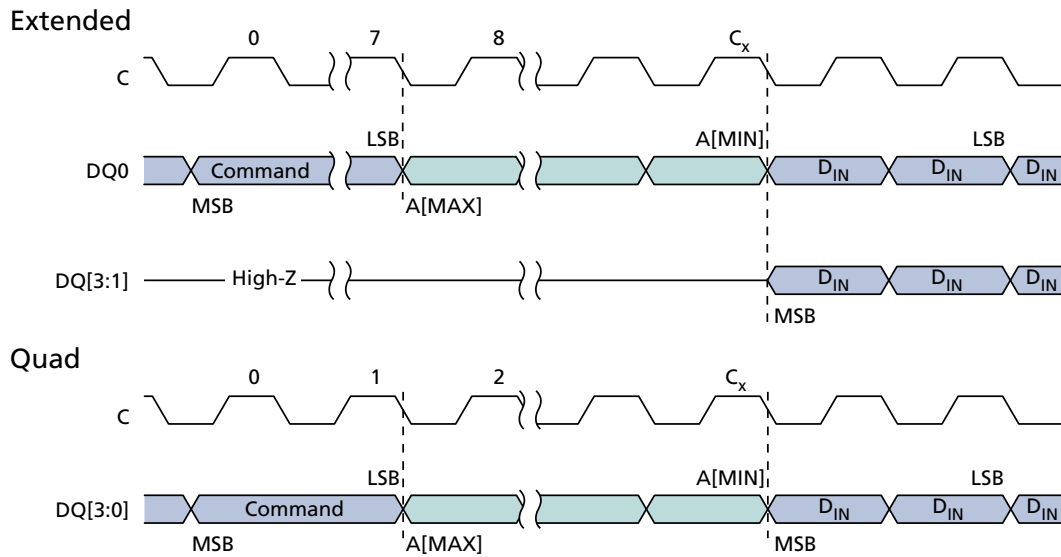 Extended
0 7 8 Cx
C
LSB A[MIN] LSB
DQ0 Command DIN DIN DIN
MSB A[MAX]
DQ[3:1] High-Z DIN DIN DIN
MSB
Quad
0 1 2 Cx
C
LSB A[MIN] LSB
DQ[3:0] Command DIN DIN DIN
MSB A[MAX] MSB